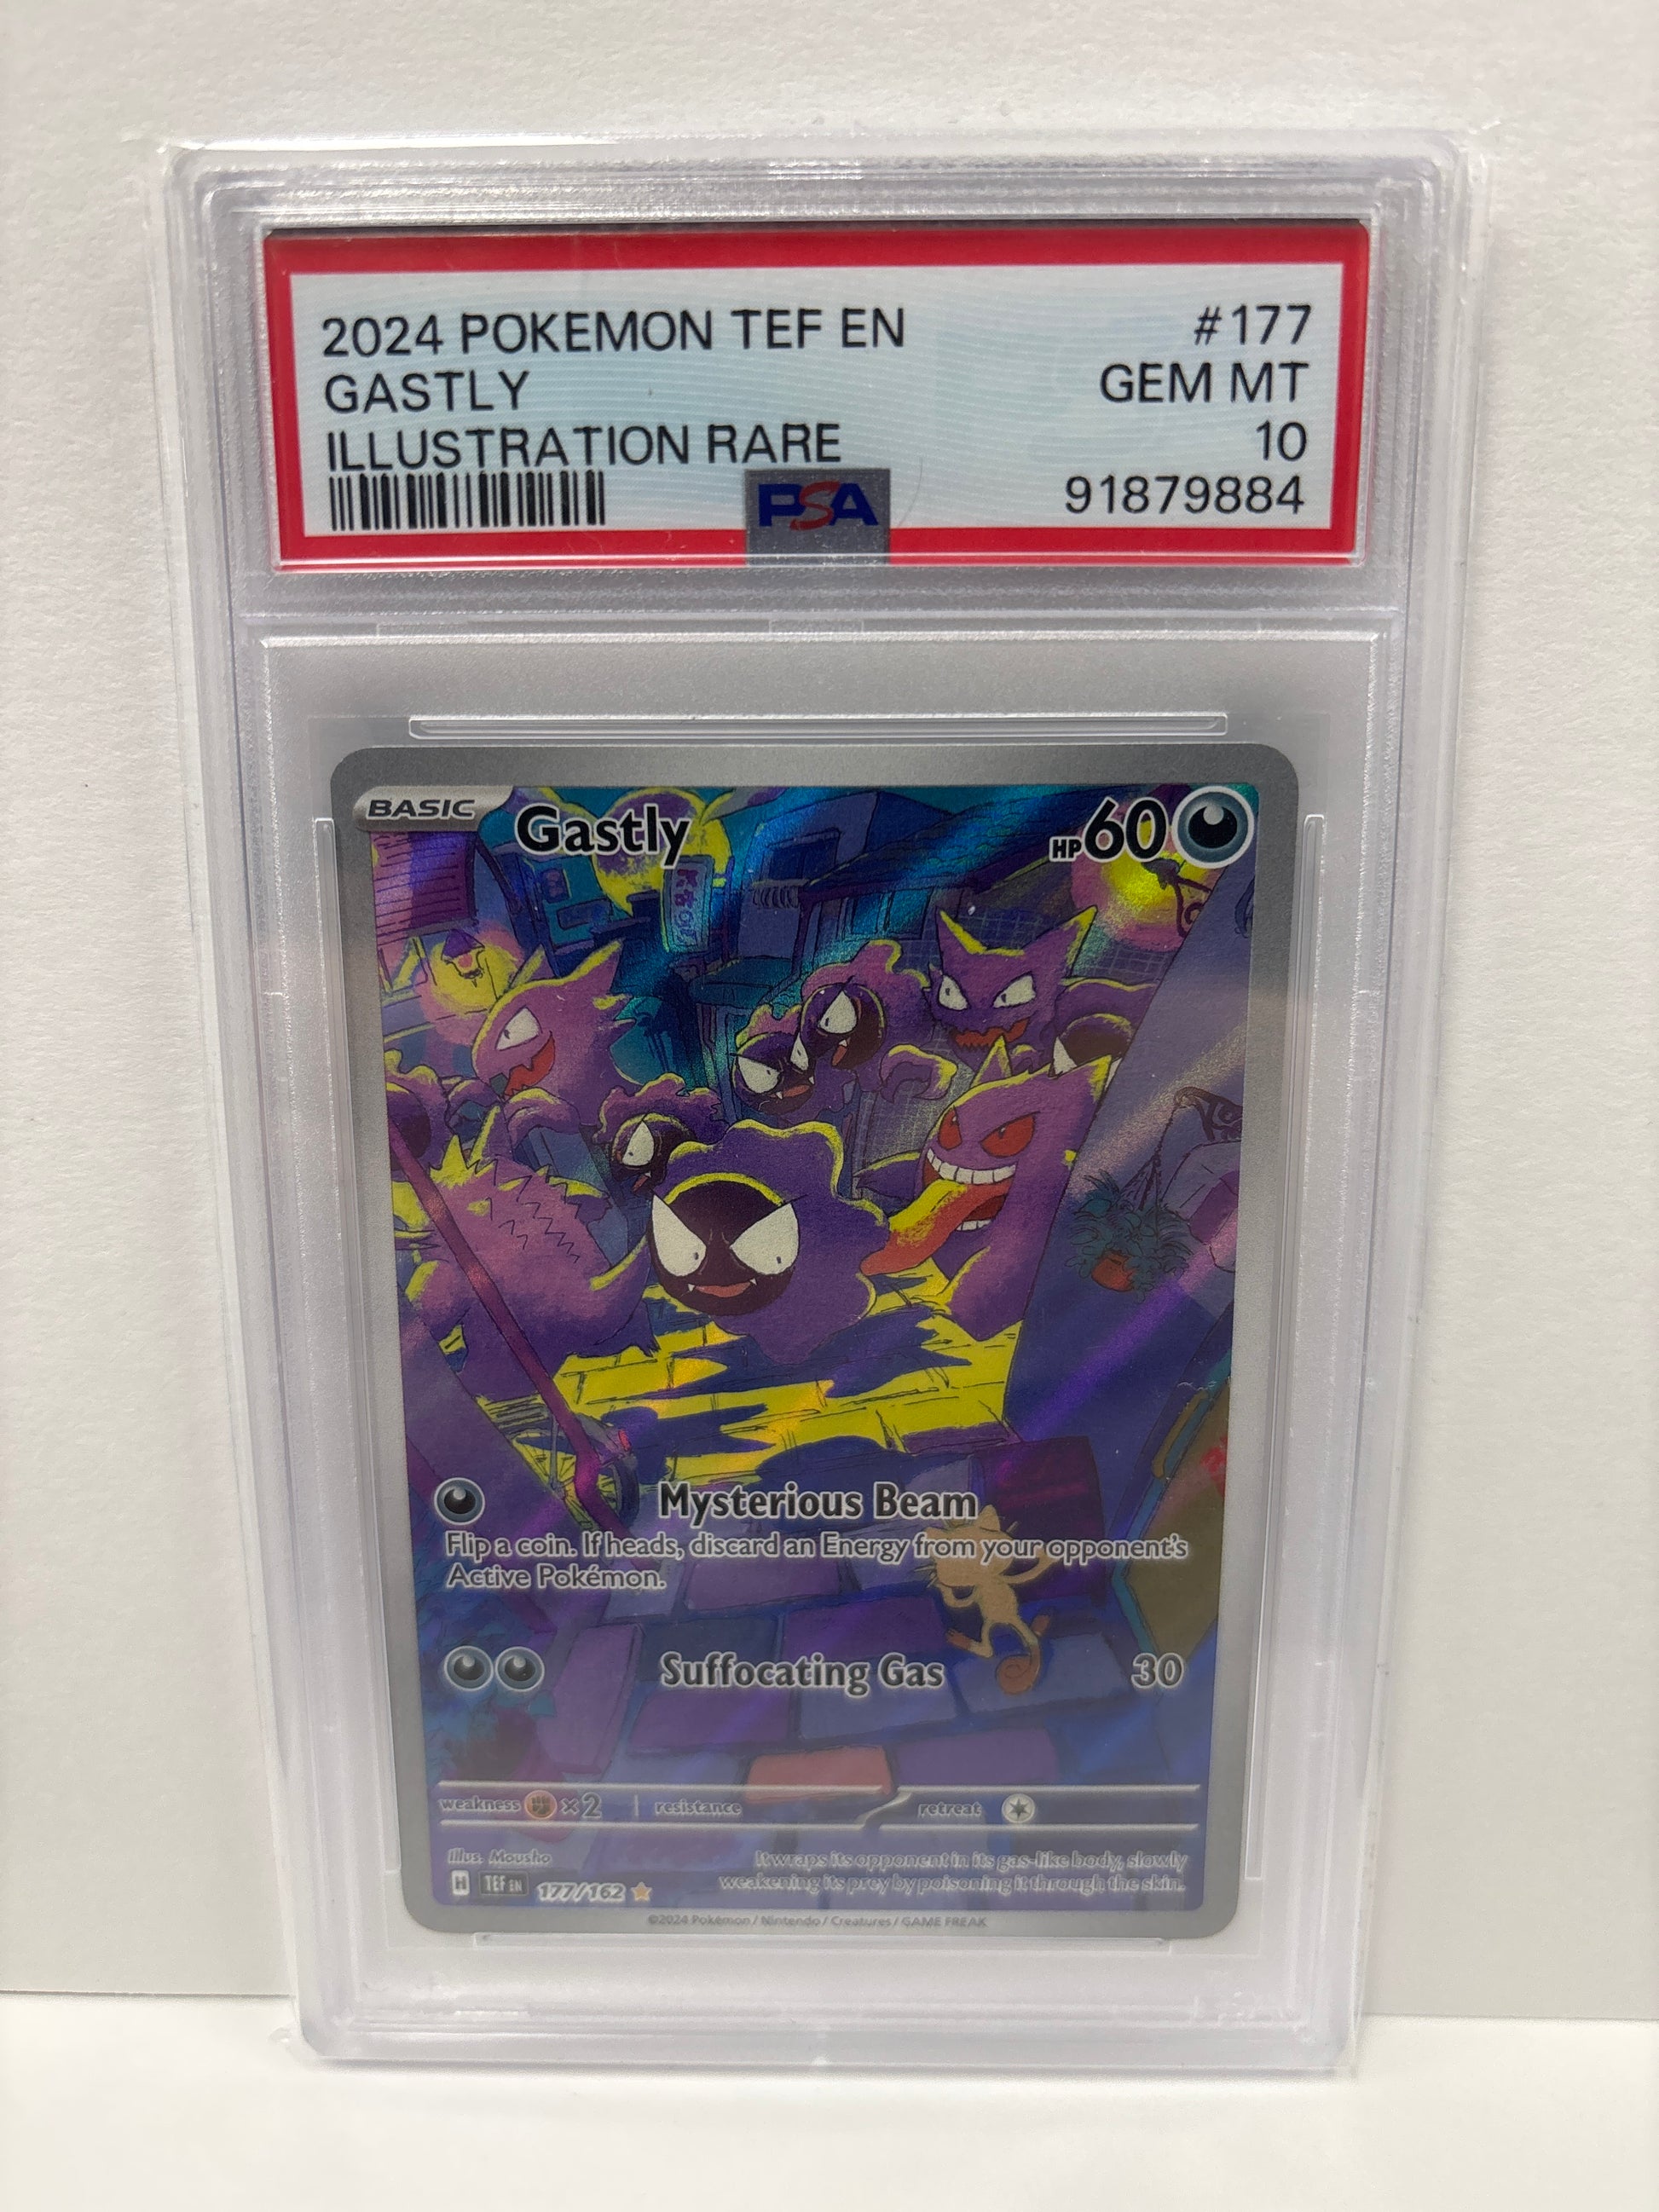 2024 POKEMON TEF EN #177
GASTLY GEM MT
ILLUSTRATION RARE 10
PSA 91879884
BASIC Gastly HP60
Mysterious Beam
Flip a coin. If heads, discard an Energy from your opponent's
Active Pokémon.
Suffocating Gas 30
weakness ×2 resistance retreat
Illus. Mousho
It wraps its opponent in its gas-like body, slowly
weakening its prey by poisoning it through the skin.
H TEF EN 177/162
©2024 Pokémon / Nintendo / Creatures / GAME FREAK